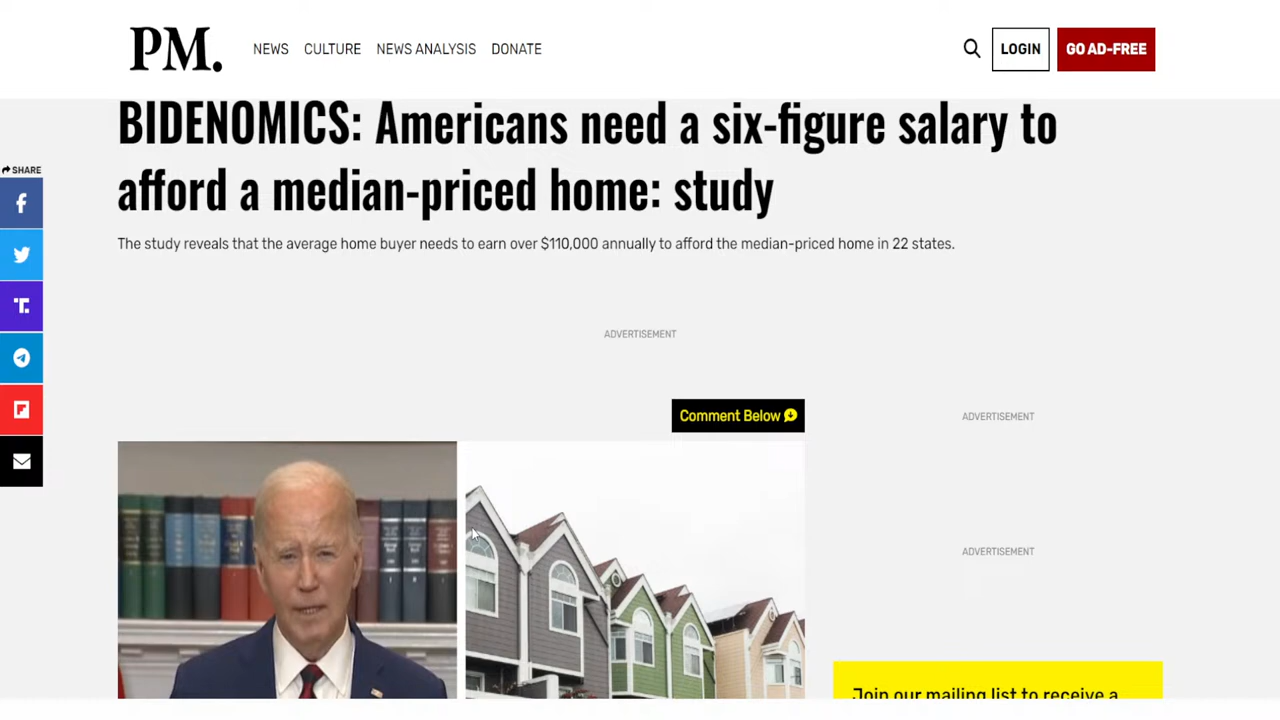 PM.
NEWS
CULTURE
NEWS ANALYSIS
DONATE
LOGIN
GO AD-FREE
BIDENOMICS: Americans need a six-figure salary to
afford a median-priced home: study
SHARE
The study reveals that the average home buyer needs to earn over $110,000 annually to afford the median-priced home in 22 states.
ADVERTISEMENT
Comment Below
ADVERTISEMENT
ADVERTISEMENT
Join our mailing list to receive a